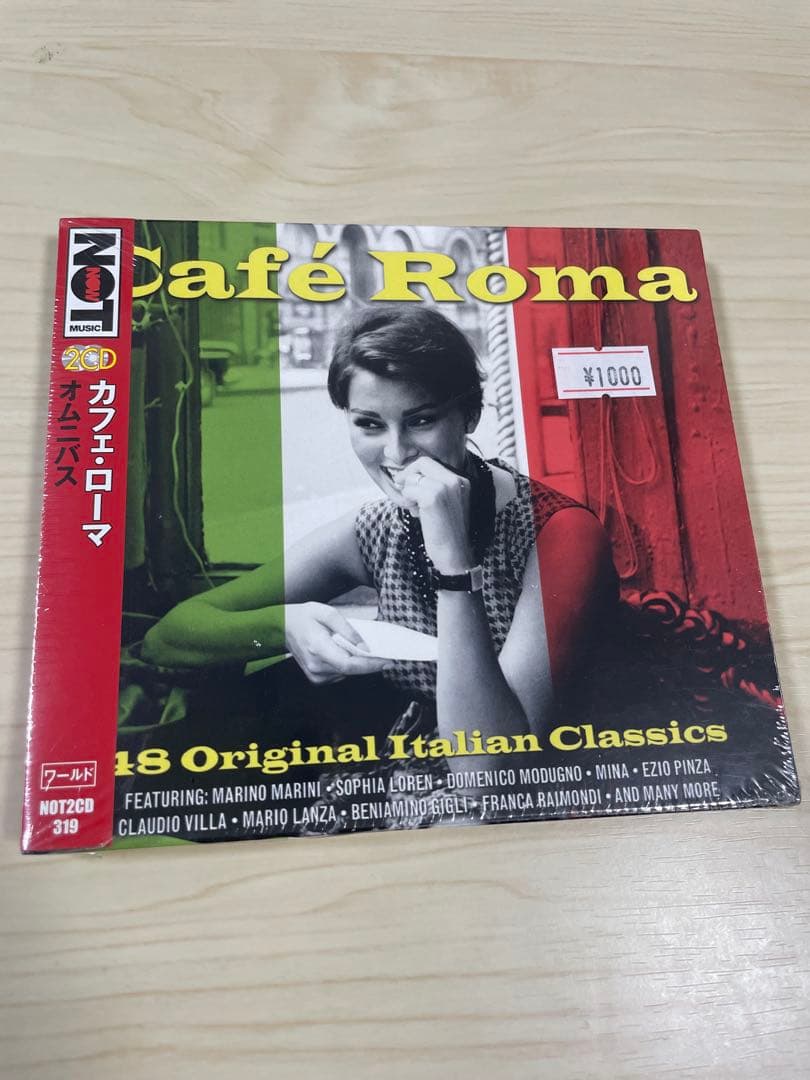 Café Roma
¥1000
NOT
NOW
MUSIC
2CD
カフェ・ローマ
オムニバス
ワールド
NOT2CD
319
48 Original Italian Classics
FEATURING: MARINO MARINI • SOPHIA LOREN • DOMENICO MODUGNO • MINA • EZIO PINZA
CLAUDIO VILLA • MARIO LANZA • BENIAMINO GIGLI • FRANCA RAIMONDI • AND MANY MORE